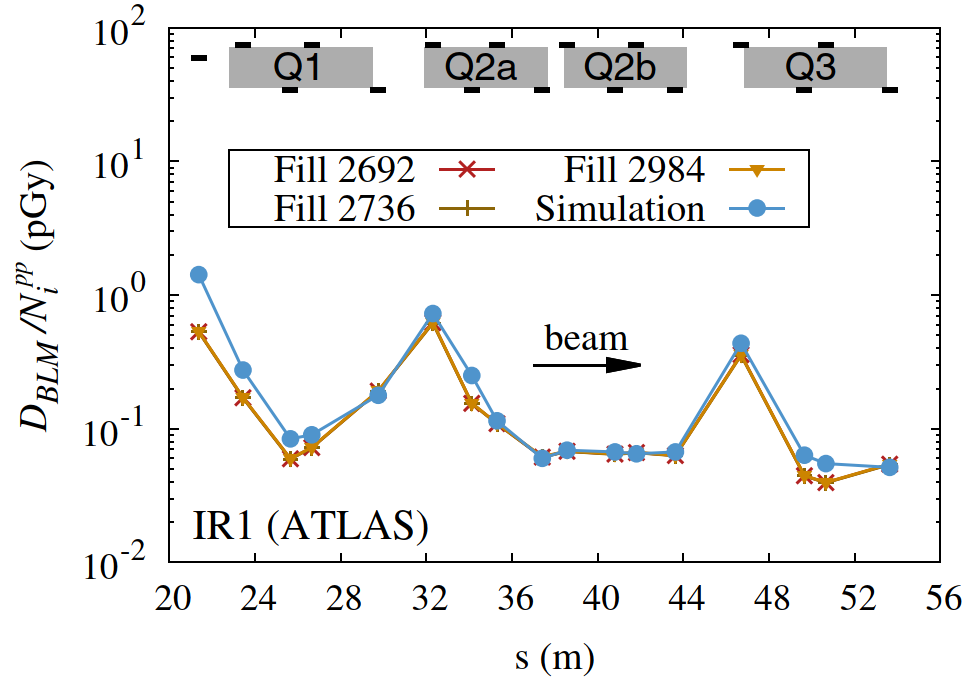 10^2
Q1 Q2a Q2b Q3
10^1
Fill 2692 Fill 2984
Fill 2736 Simulation
D_BLM/N_i^pp (pGy)
10^0
beam
10^-1
IR1 (ATLAS)
10^-2
20 24 28 32 36 40 44 48 52 56
s (m)